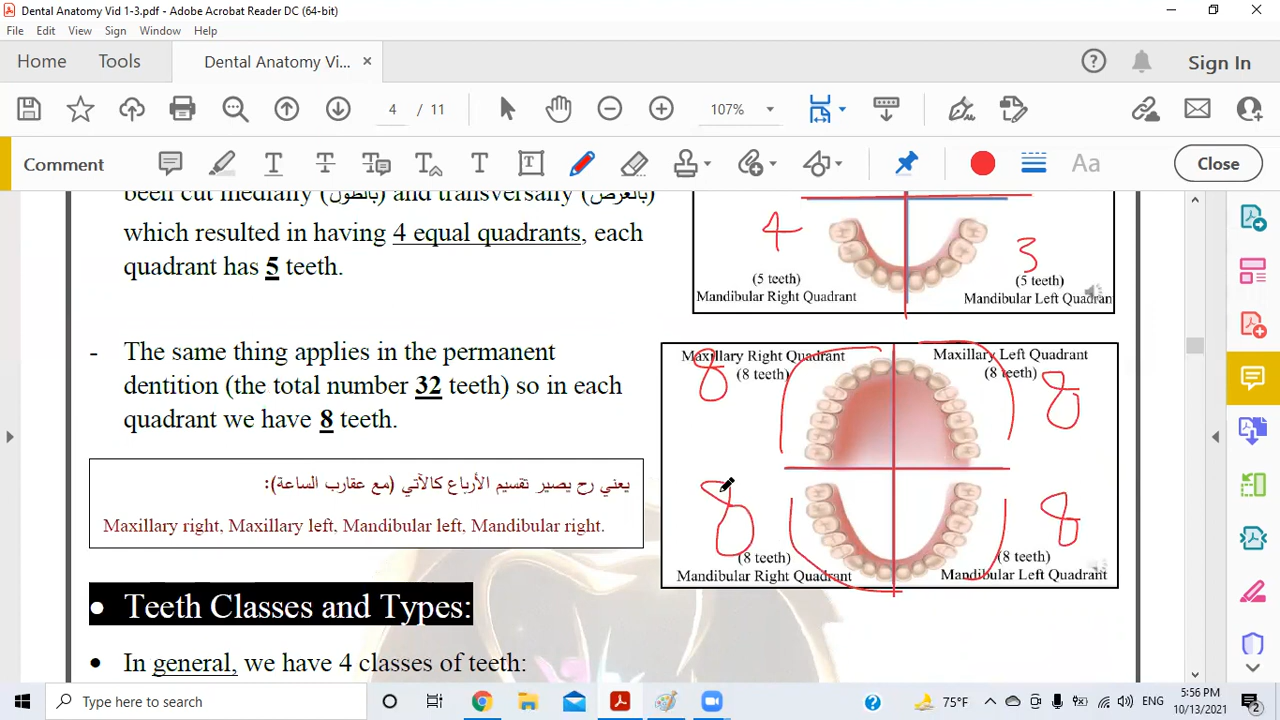 Dental Anatomy Vid 1-3.pdf - Adobe Acrobat Reader DC (64-bit)
File Edit View Sign Window Help
Home Tools Dental Anatomy Vi... × Sign In
4 / 11 107%
Comment Close
been cut medially (بالطول) and transversally (بالعرض)
which resulted in having 4 equal quadrants, each
quadrant has 5 teeth.
4
3
(5 teeth)
Mandibular Right Quadrant
(5 teeth)
Mandibular Left Quadran
- The same thing applies in the permanent
dentition (the total number 32 teeth) so in each
quadrant we have 8 teeth.
Maxillary Right Quadrant
(8 teeth)
8
Maxillary Left Quadrant
(8 teeth)
8
8
(8 teeth)
Mandibular Right Quadrant
8
(8 teeth)
Mandibular Left Quadrant
يعني رح يصير تقسيم الأرباع كالآتي (مع عقارب الساعة):
Maxillary right, Maxillary left, Mandibular left, Mandibular right.
• Teeth Classes and Types:
• In general, we have 4 classes of teeth:
Type here to search
75°F
ENG
5:56 PM
10/13/2021
2